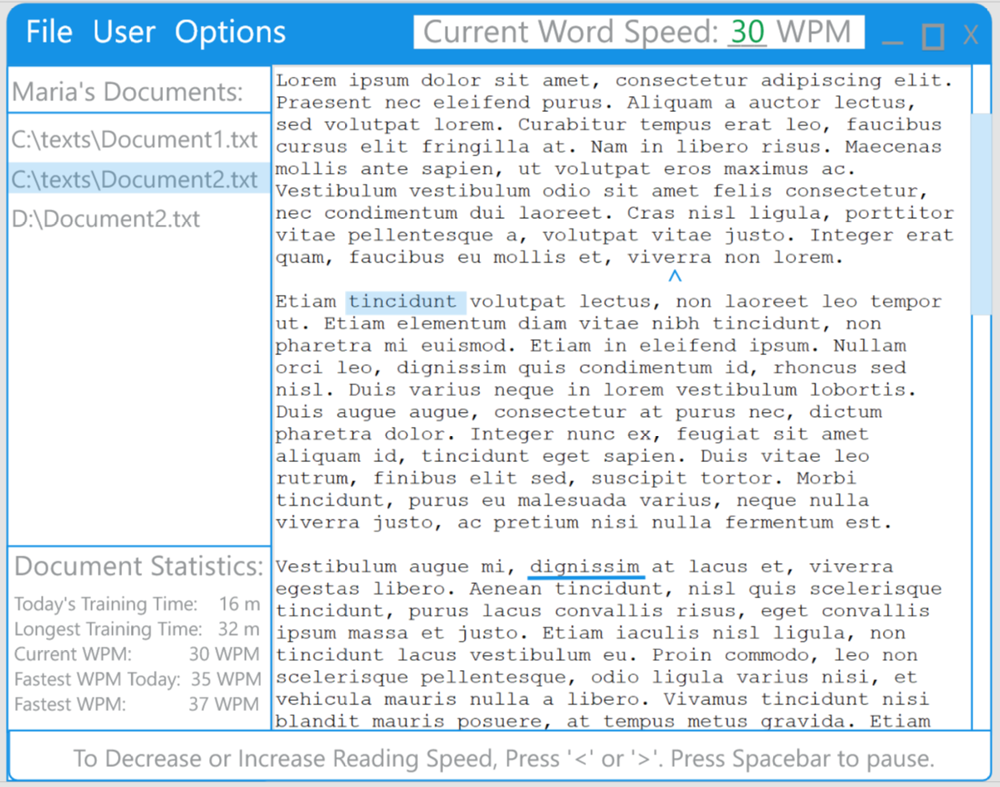 File User Options
Current Word Speed: 30 WPM
_ X
Maria's Documents:
C:\texts\Document1.txt
C:\texts\Document2.txt
D:\Document2.txt
Document Statistics:
Today's Training Time: 16 m
Longest Training Time: 32 m
Current WPM: 30 WPM
Fastest WPM Today: 35 WPM
Fastest WPM: 37 WPM
Lorem ipsum dolor sit amet, consectetur adipiscing elit.
Praesent nec eleifend purus. Aliquam a auctor lectus,
sed volutpat lorem. Curabitur tempus erat leo, faucibus
cursus elit fringilla at. Nam in libero risus. Maecenas
mollis ante sapien, ut volutpat eros maximus ac.
Vestibulum vestibulum odio sit amet felis consectetur,
nec condimentum dui laoreet. Cras nisl ligula, porttitor
vitae pellentesque a, volutpat vitae justo. Integer erat
quam, faucibus eu mollis et, viverra non lorem.
^
Etiam tincidunt volutpat lectus, non laoreet leo tempor
ut. Etiam elementum diam vitae nibh tincidunt, non
pharetra mi euismod. Etiam in eleifend ipsum. Nullam
orci leo, dignissim quis condimentum id, rhoncus sed
nisl. Duis varius neque in lorem vestibulum lobortis.
Duis augue augue, consectetur at purus nec, dictum
pharetra dolor. Integer nunc ex, feugiat sit amet
aliquam id, tincidunt eget sapien. Duis vitae leo
rutrum, finibus elit sed, suscipit tortor. Morbi
tincidunt, purus eu malesuada varius, neque nulla
viverra justo, ac pretium nisi nulla fermentum est.
Vestibulum augue mi, dignissim at lacus et, viverra
egestas libero. Aenean tincidunt, nisl quis scelerisque
tincidunt, purus lacus convallis risus, eget convallis
ipsum massa et justo. Etiam iaculis nisl ligula, non
tincidunt lacus vestibulum eu. Proin commodo, leo non
scelerisque pellentesque, odio ligula varius nisi, et
vehicula mauris nulla a libero. Vivamus tincidunt nisi
blandit mauris posuere, at tempus metus gravida. Etiam
To Decrease or Increase Reading Speed, Press '<' or '>'. Press Spacebar to pause.